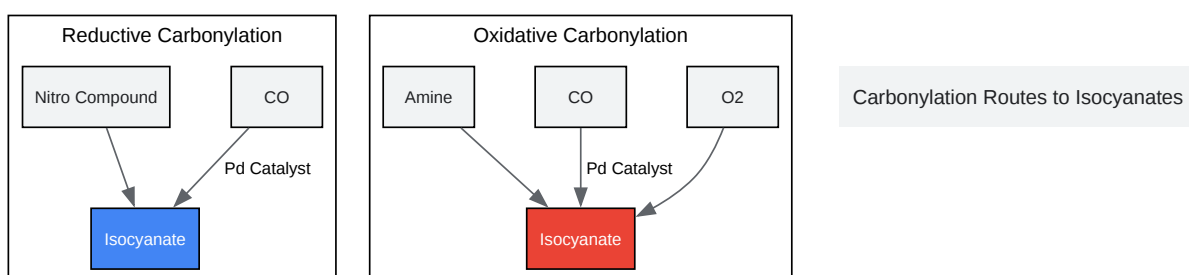 Reductive Carbonylation
Nitro Compound
CO
Pd Catalyst
Isocyanate
Oxidative Carbonylation
Amine
CO
O2
Pd Catalyst
Isocyanate
Carbonylation Routes to Isocyanates